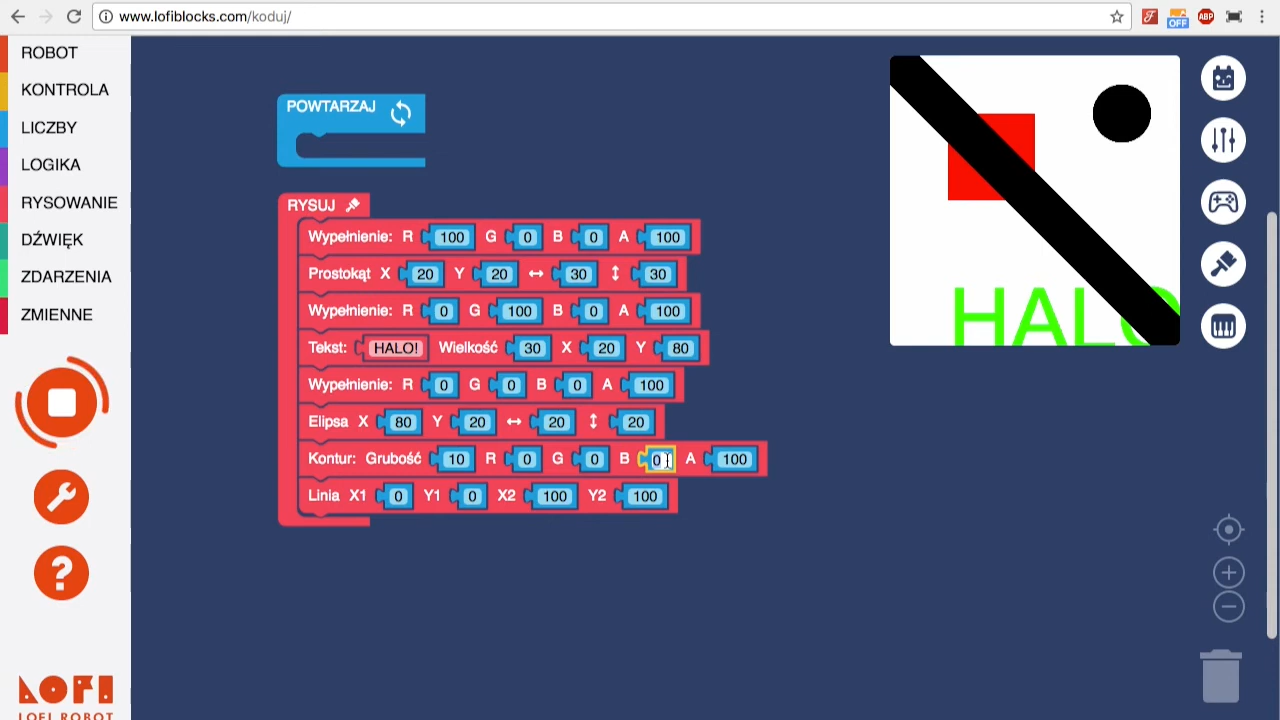 www.lofiblocks.com/koduj/
OFF
ABP
ROBOT
KONTROLA
LICZBY
LOGIKA
RYSOWANIE
DŹWIĘK
ZDARZENIA
ZMIENNE
POWTARZAJ
RYSUJ
Wypełnienie: R 100 G 0 B 0 A 100
Prostokąt X 20 Y 20 ↔ 30 ↕ 30
Wypełnienie: R 0 G 100 B 0 A 100
Tekst: HALO! Wielkość 30 X 20 Y 80
Wypełnienie: R 0 G 0 B 0 A 100
Elipsa X 80 Y 20 ↔ 20 ↕ 20
Kontur: Grubość 10 R 0 G 0 B 0 A 100
Linia X1 0 Y1 0 X2 100 Y2 100
HALO
?
LOFI
LOFI ROBOT